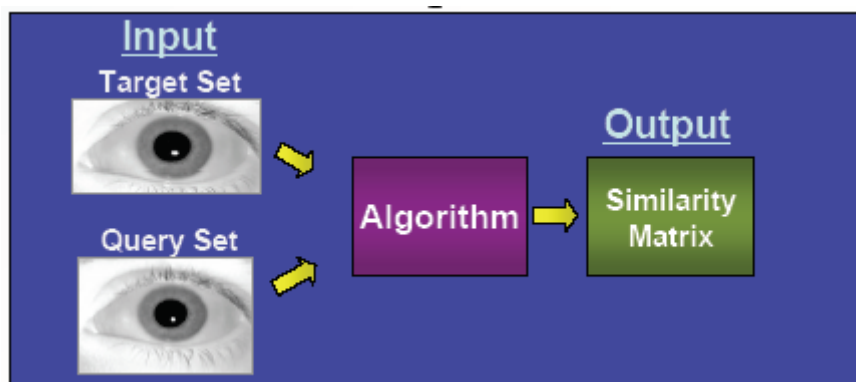 Input
Target Set
Query Set
Algorithm
Output
Similarity
Matrix